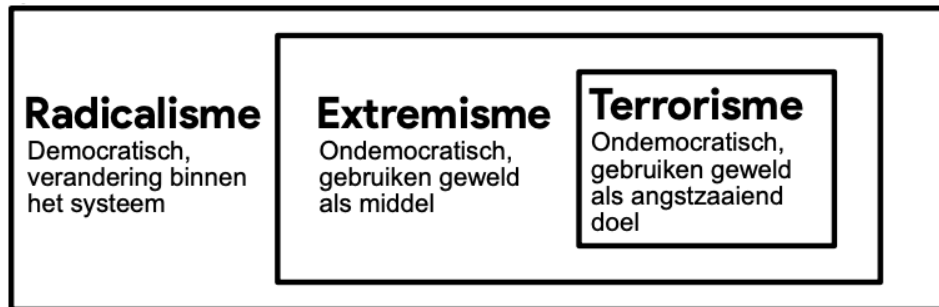 Radicalisme
Democratisch,
verandering binnen
het systeem
Extremisme
Ondemocratisch,
gebruiken geweld
als middel
Terrorisme
Ondemocratisch,
gebruiken geweld
als angstzaaiend
doel